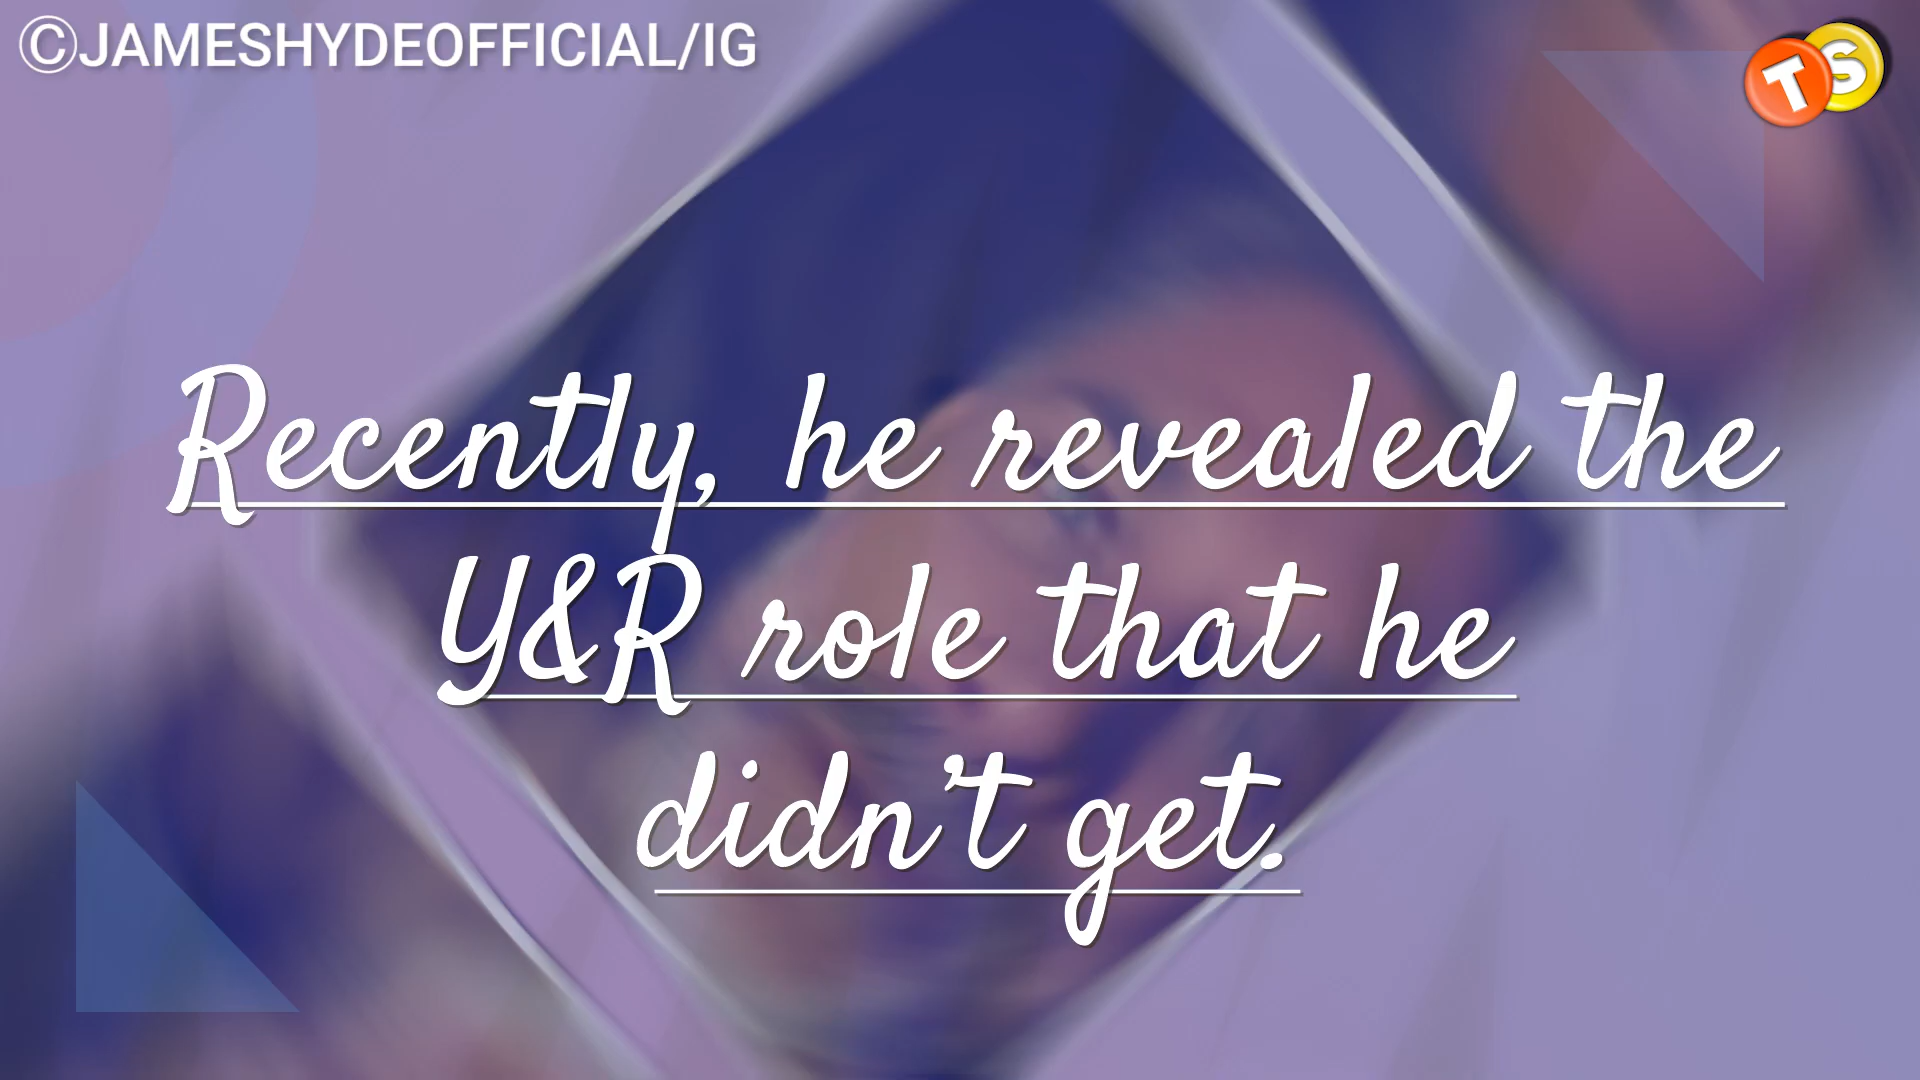 ©JAMESHYDEOFFICIAL/IG
TS
Recently, he revealed the
Y&R role that he
didn't get.